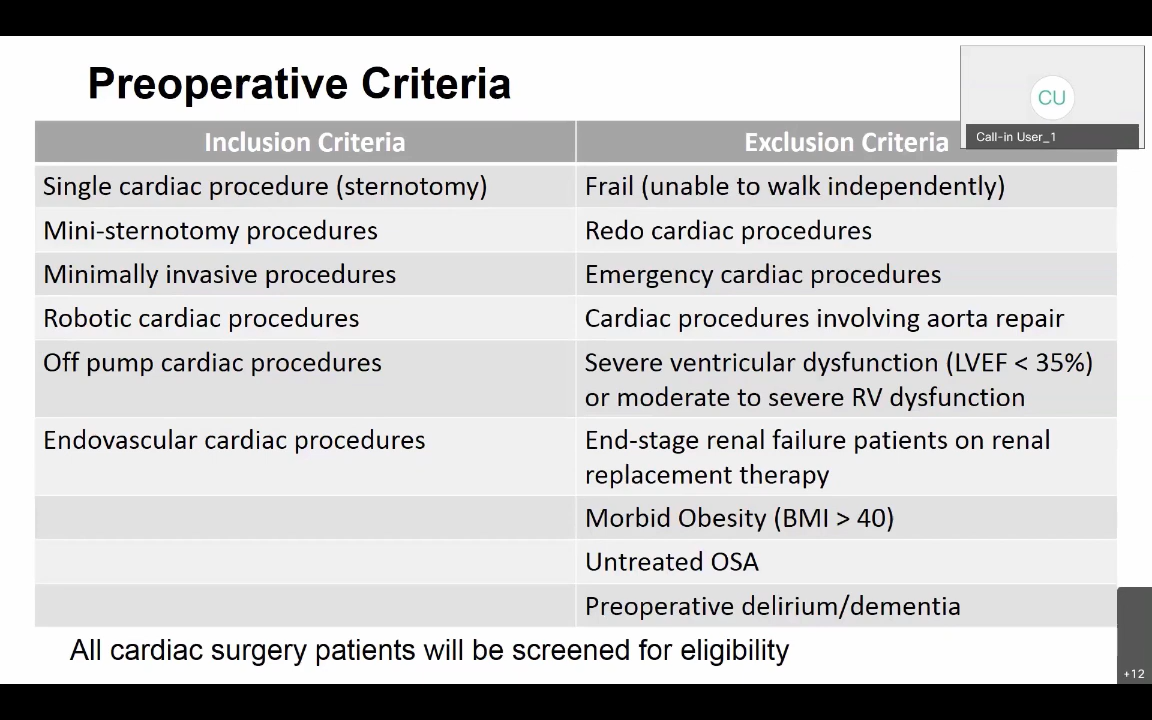 Preoperative Criteria
CU
Call-in User_1
Inclusion Criteria
Exclusion Criteria
Single cardiac procedure (sternotomy)
Frail (unable to walk independently)
Mini-sternotomy procedures
Redo cardiac procedures
Minimally invasive procedures
Emergency cardiac procedures
Robotic cardiac procedures
Cardiac procedures involving aorta repair
Off pump cardiac procedures
Severe ventricular dysfunction (LVEF < 35%)
or moderate to severe RV dysfunction
Endovascular cardiac procedures
End-stage renal failure patients on renal
replacement therapy
Morbid Obesity (BMI > 40)
Untreated OSA
Preoperative delirium/dementia
All cardiac surgery patients will be screened for eligibility
+12